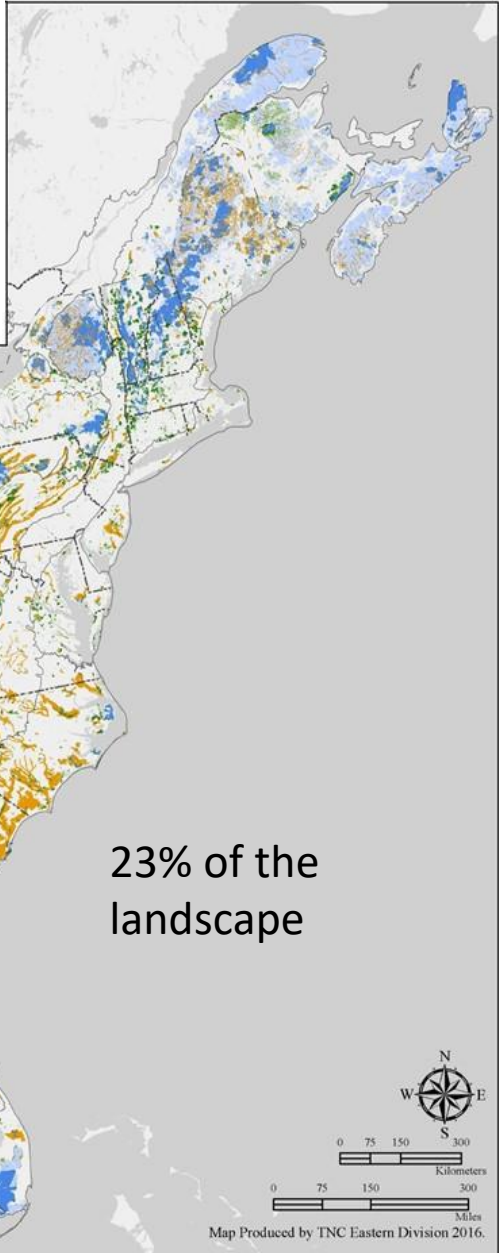 23% of the
landscape
N
W E
S
0 75 150 300
Kilometers
0 75 150 300
Miles
Map Produced by TNC Eastern Division 2016.